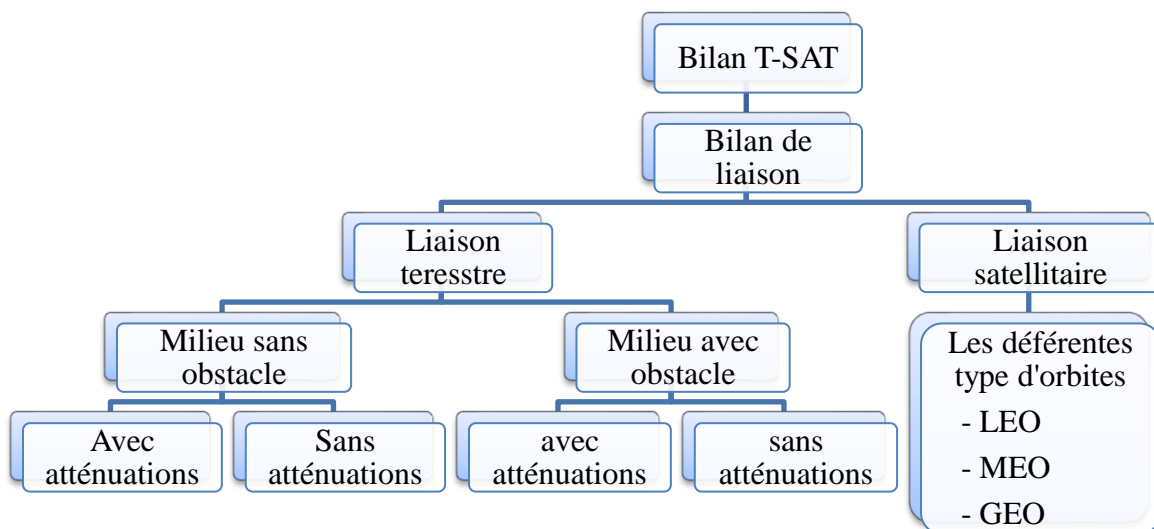 Bilan T-SAT
Bilan de
liaison
Liaison
teresstre
Liaison
satellitaire
Milieu sans
obstacle
Milieu avec
obstacle
Avec
atténuations
Sans
atténuations
avec
atténuations
sans
atténuations
Les déférentes
type d'orbites
- LEO
- MEO
- GEO